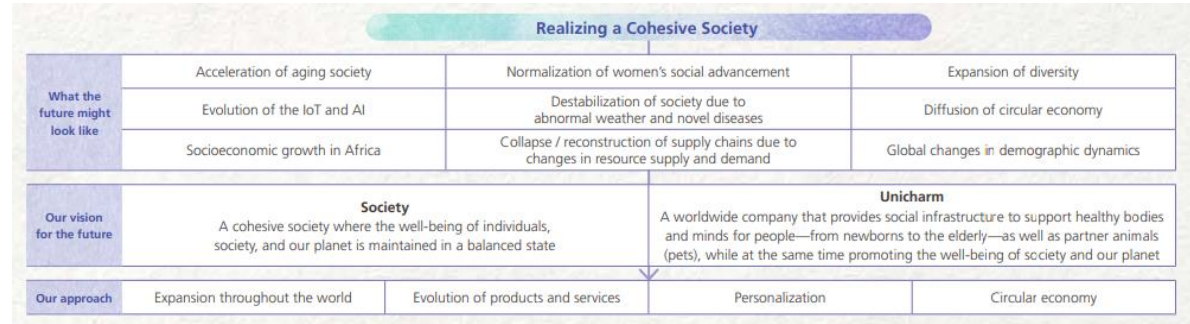 Realizing a Cohesive Society
What the
future might
look like
Acceleration of aging society
Normalization of women's social advancement
Expansion of diversity
Evolution of the IoT and AI
Destabilization of society due to
abnormal weather and novel diseases
Diffusion of circular economy
Socioeconomic growth in Africa
Collapse / reconstruction of supply chains due to
changes in resource supply and demand
Global changes in demographic dynamics
Our vision
for the future
Society
A cohesive society where the well-being of individuals,
society, and our planet is maintained in a balanced state
Unicharm
A worldwide company that provides social infrastructure to support healthy bodies
and minds for people—from newborns to the elderly—as well as partner animals
(pets), while at the same time promoting the well-being of society and our planet
Our approach
Expansion throughout the world
Evolution of products and services
Personalization
Circular economy